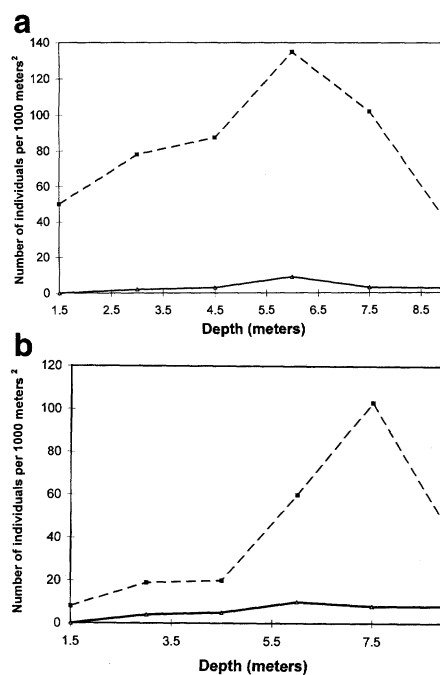 a
140
120
100
80
60
40
20
0
Number of individuals per 1000 meters²
1.5 2.5 3.5 4.5 5.5 6.5 7.5 8.5
Depth (meters)
b
120
100
80
60
40
20
0
Number of individuals per 1000 meters ²
1.5 3.5 5.5 7.5
Depth (meters)